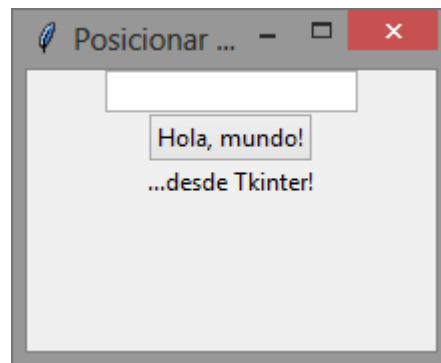 Posicionar ...
Hola, mundo!
...desde Tkinter!